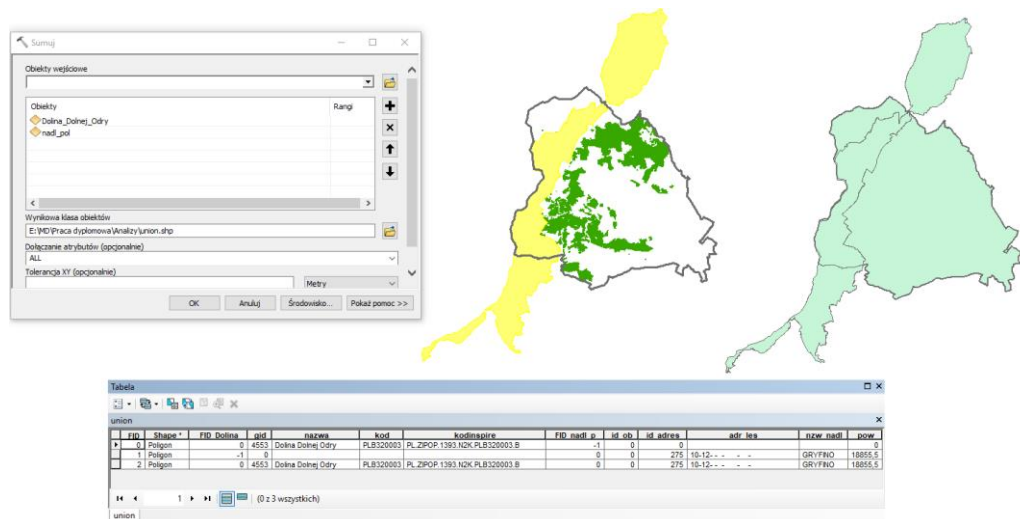 Sumuj
Obiekty wejściowe
Obiekty Rangi
Dolina_Dolnej_Odry
nadl_pol
Wynikowa klasa obiektów
E:\MD\Praca dyplomowa\Analizy\union.shp
Dołączanie atrybutów (opcjonalnie)
ALL
Tolerancja XY (opcjonalnie)
Metry
OK Anuluj Środowisko... Pokaż pomoc >>
Tabela
union
FID Shape * FID_Dolina gid nazwa kod kodinspire FID_nadl_p id_ob id_adres adr_les nzw_nadl pow
0 Poligon 0 4553 Dolina Dolnej Odry PLB320003 PL.ZIPOP.1393.N2K.PLB320003.B -1 0 0 0
1 Poligon -1 0 0 0 275 10-12- - - - - GRYFINO 18855,5
2 Poligon 0 4553 Dolina Dolnej Odry PLB320003 PL.ZIPOP.1393.N2K.PLB320003.B 0 0 275 10-12- - - - - GRYFINO 18855,5
1 (0 z 3 wszystkich)
union